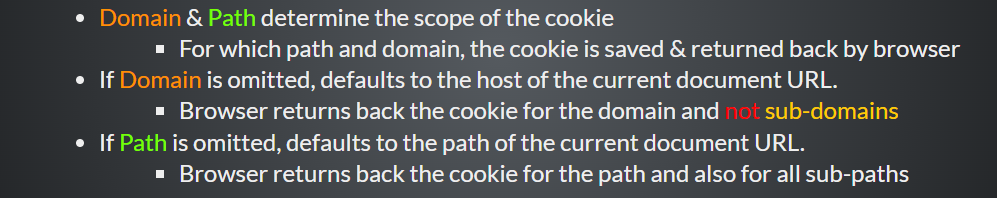 Domain & Path determine the scope of the cookie
For which path and domain, the cookie is saved & returned back by browser
If Domain is omitted, defaults to the host of the current document URL.
Browser returns back the cookie for the domain and not sub-domains
If Path is omitted, defaults to the path of the current document URL.
Browser returns back the cookie for the path and also for all sub-paths